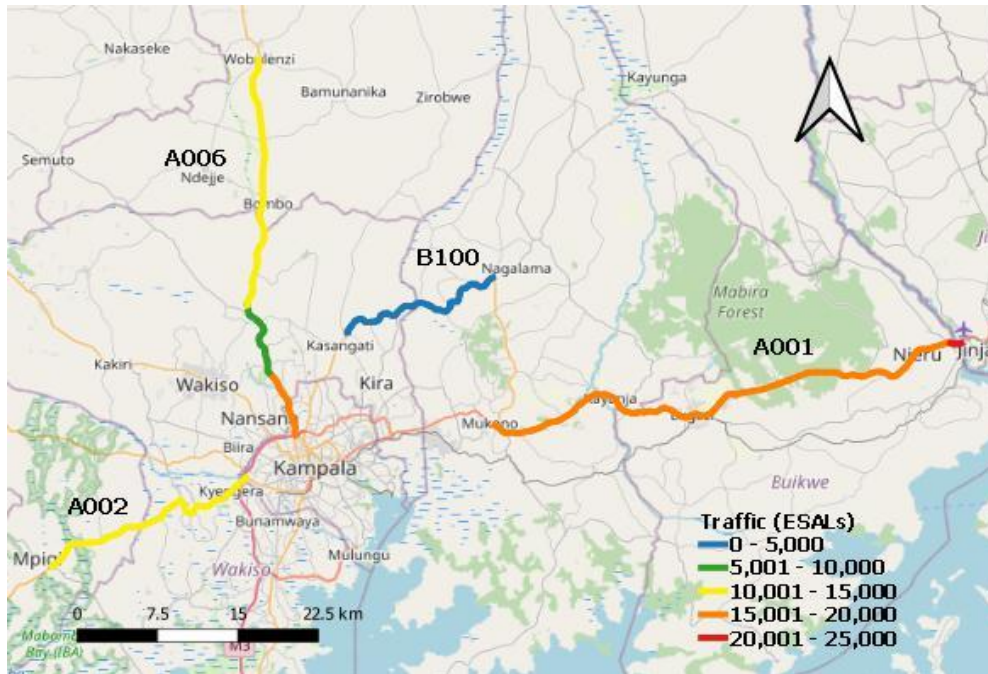 Nakaseke
Wobulenzi
Bamunanika
Zirobwe
Kayunga
Semuto
A006
Ndejje
Bombo
B100
Nagalama
Mabira
Forest
Kasangati
A001
Njeru
Jinja
Kakiri
Wakiso
Kira
Nansan
Mukono
Biira
Kampala
A002
Kyengera
Buikwe
Bunamwaya
Mpigi
Mulungu
Wakiso
Traffic (ESALs)
0 - 5,000
5,001 - 10,000
10,001 - 15,000
15,001 - 20,000
20,001 - 25,000
0 7.5 15 22.5 km
Bay (IBA)
M3